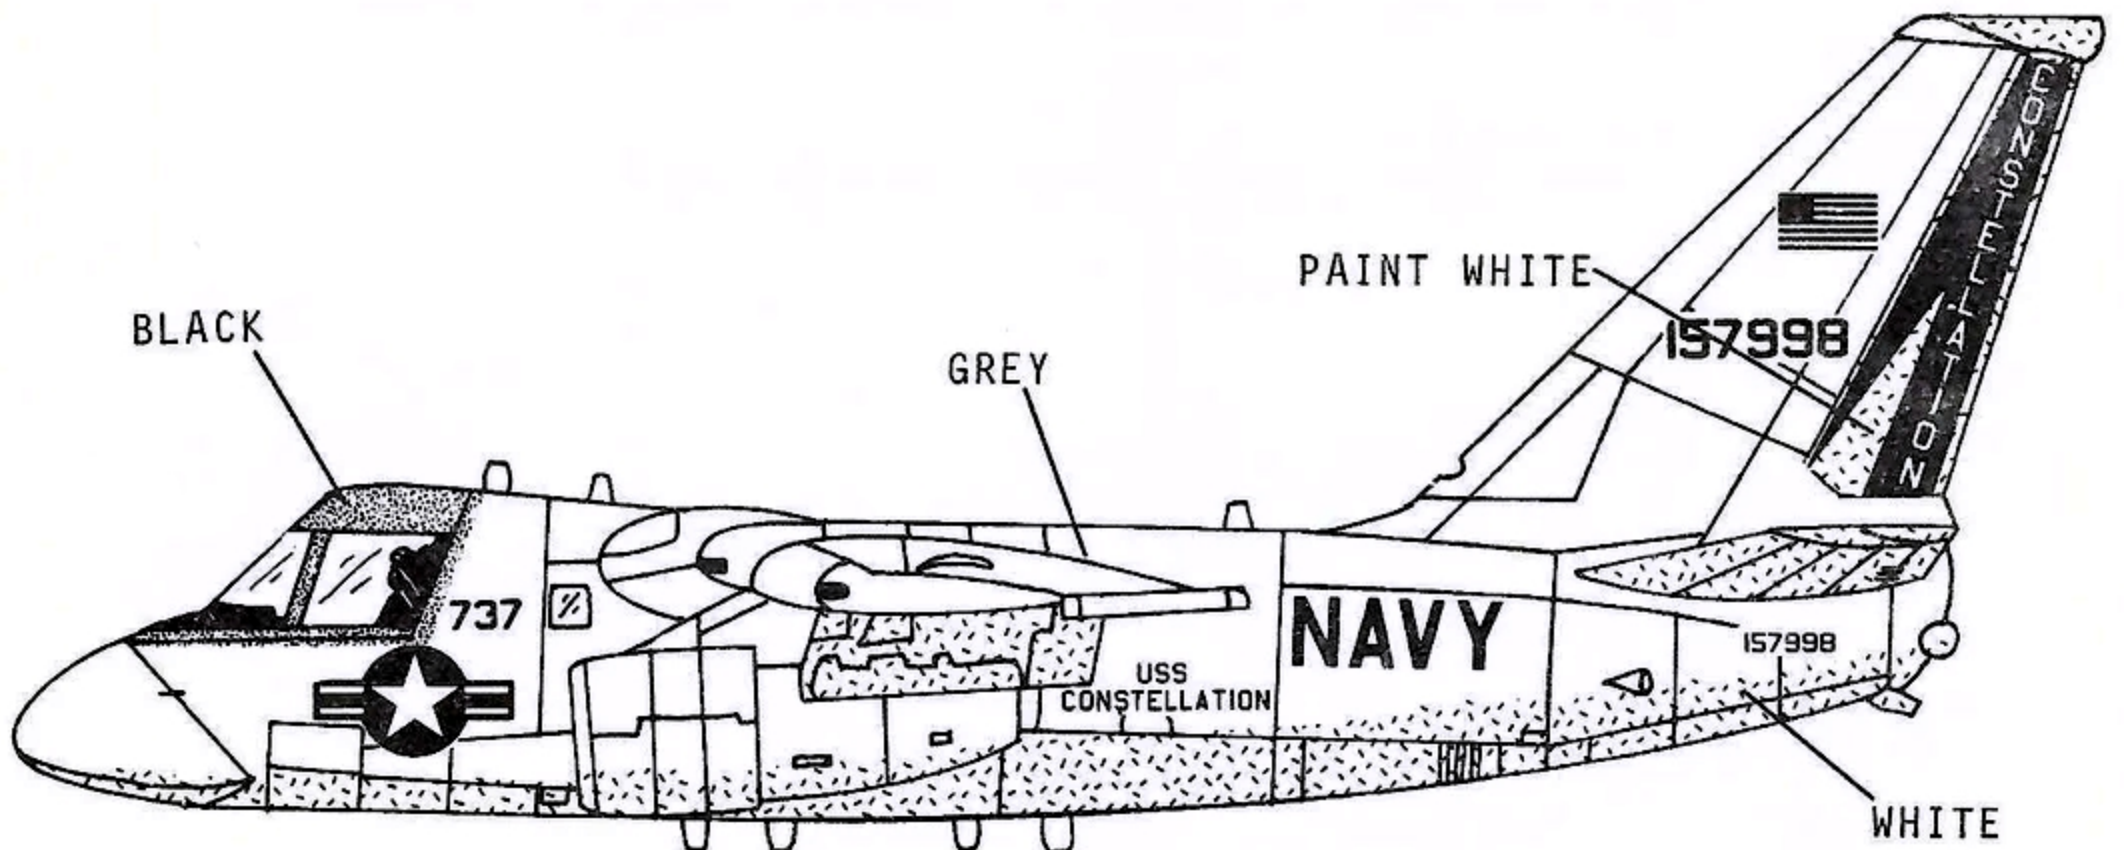 CONSTELLATION
PAINT WHITE
157998
BLACK
GREY
737
NAVY
157998
USS
CONSTELLATION
WHITE